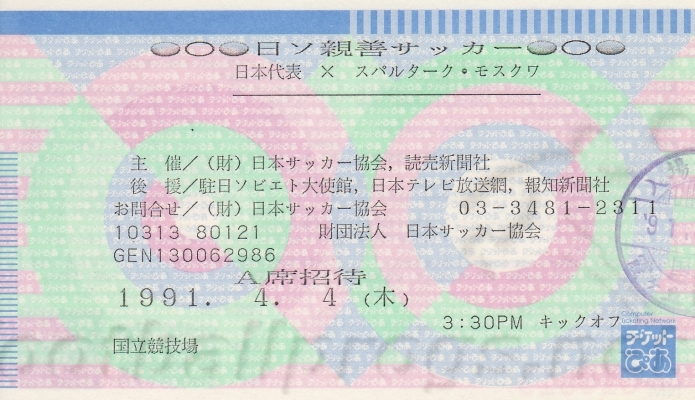 ●○●日ソ親善サッカー●○●
日本代表 × スパルターク・モスクワ
主 催／（財）日本サッカー協会，読売新聞社
後 援／駐日ソビエト大使館，日本テレビ放送網，報知新聞社
お問合せ／（財）日本サッカー協会 03-3481-2311
10313 80121 財団法人 日本サッカー協会
GEN130062986
A席招待
1991. 4. 4（木）
3:30PM キックオフ
国立競技場
Computer
Ticketing Network
チケット
ぴあ